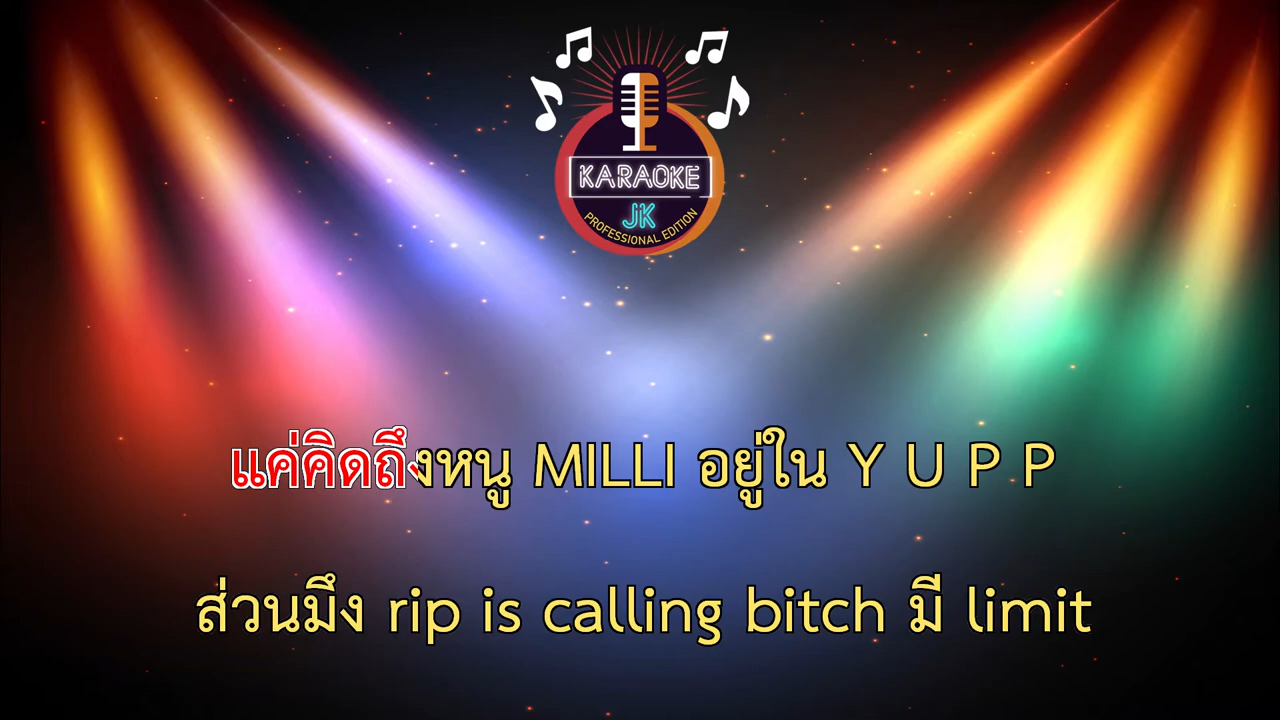 KARAOKE
JK
PROFESSIONAL EDITION
แค่คิดถึงหนู MILLI อยู่ใน Y U P P
ส่วนมึง rip is calling bitch มี limit